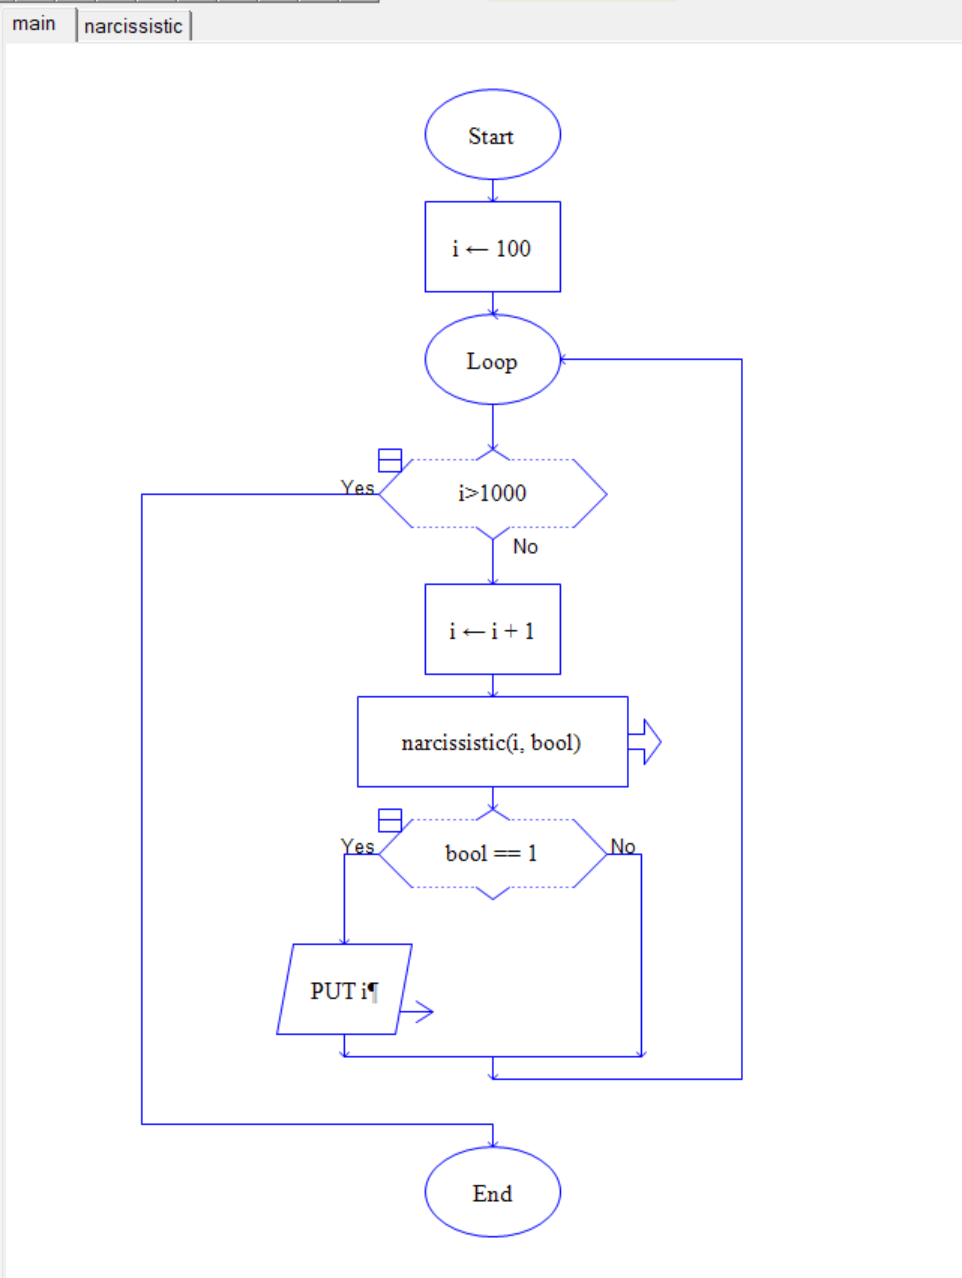 main
narcissistic
Start
i ← 100
Loop
Yes
i>1000
No
i ← i + 1
narcissistic(i, bool)
Yes
bool == 1
No
PUT i¶
End